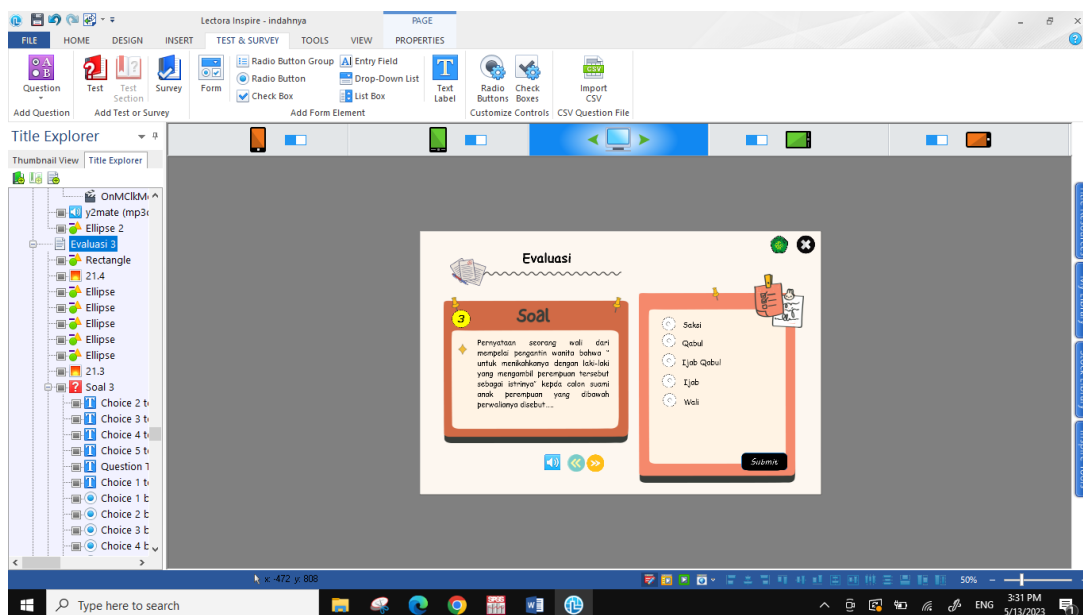 Lectora Inspire - indahnya
PAGE
FILE HOME DESIGN INSERT TEST & SURVEY TOOLS VIEW PROPERTIES
Question
Test
Test Section
Survey
Form
Radio Button Group
Radio Button
Check Box
Entry Field
Drop-Down List
List Box
Text Label
Radio Buttons
Check Boxes
Import CSV
Add Question
Add Test or Survey
Add Form Element
Customize Controls
CSV Question File
Title Explorer
Thumbnail View Title Explorer
OnMClkM
y2mate (mp3
Ellipse 2
Evaluasi 3
Rectangle
21.4
Ellipse
Ellipse
Ellipse
Ellipse
Ellipse
21.3
Soal 3
Choice 2 t
Choice 3 t
Choice 4 t
Choice 5 t
Question T
Choice 1 t
Choice 1 b
Choice 2 b
Choice 3 b
Choice 4 b
Evaluasi
3
Soal
Pernyataan seorang wali dari
mempelai pengantin wanita bahwa "
untuk menikahkanya dengan laki-laki
yang mengambil perempuan tersebut
sebagai istrinya" kepda calon suami
anak perempuan yang dibawah
perwalianya disebut....
Saksi
Qabul
Ijab Qobul
Ijab
Wali
Submit
x: -472 y: 808
50%
Type here to search
ENG
3:31 PM
5/13/2023